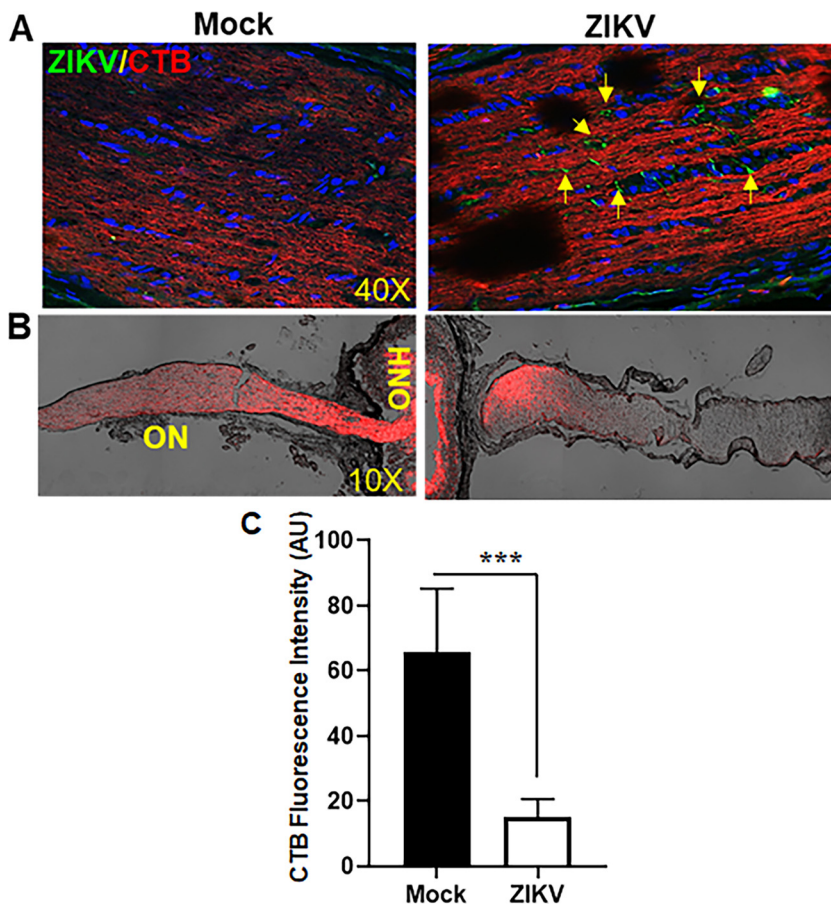 A
Mock
ZIKV
ZIKV/CTB
40X
B
ONH
ON
10X
C
CTB Fluorescence Intensity (AU)
100
80
60
40
20
0
***
Mock
ZIKV